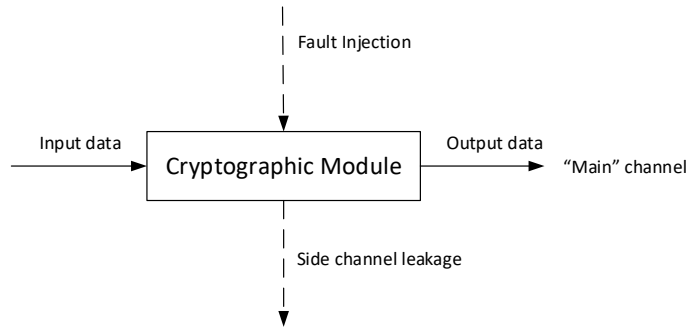 Fault Injection
Input data
Cryptographic Module
Output data
“Main” channel
Side channel leakage